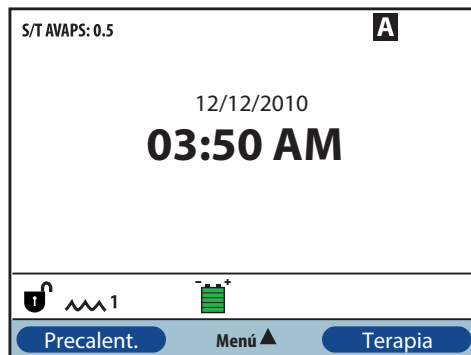 S/T AVAPS: 0.5 A
12/12/2010
03:50 AM
1
Precalent. Menú▲ Terapia